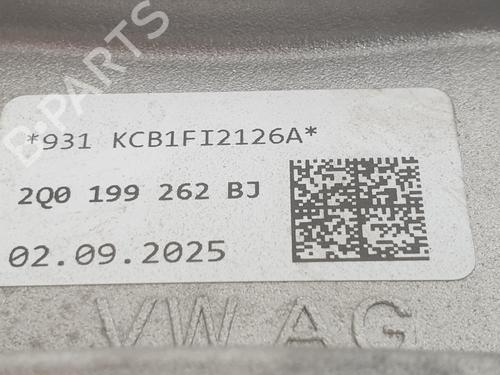 B-PARTS
*931 KCB1FI2126A*
2Q0 199 262 BJ
02.09.2025
VW AG